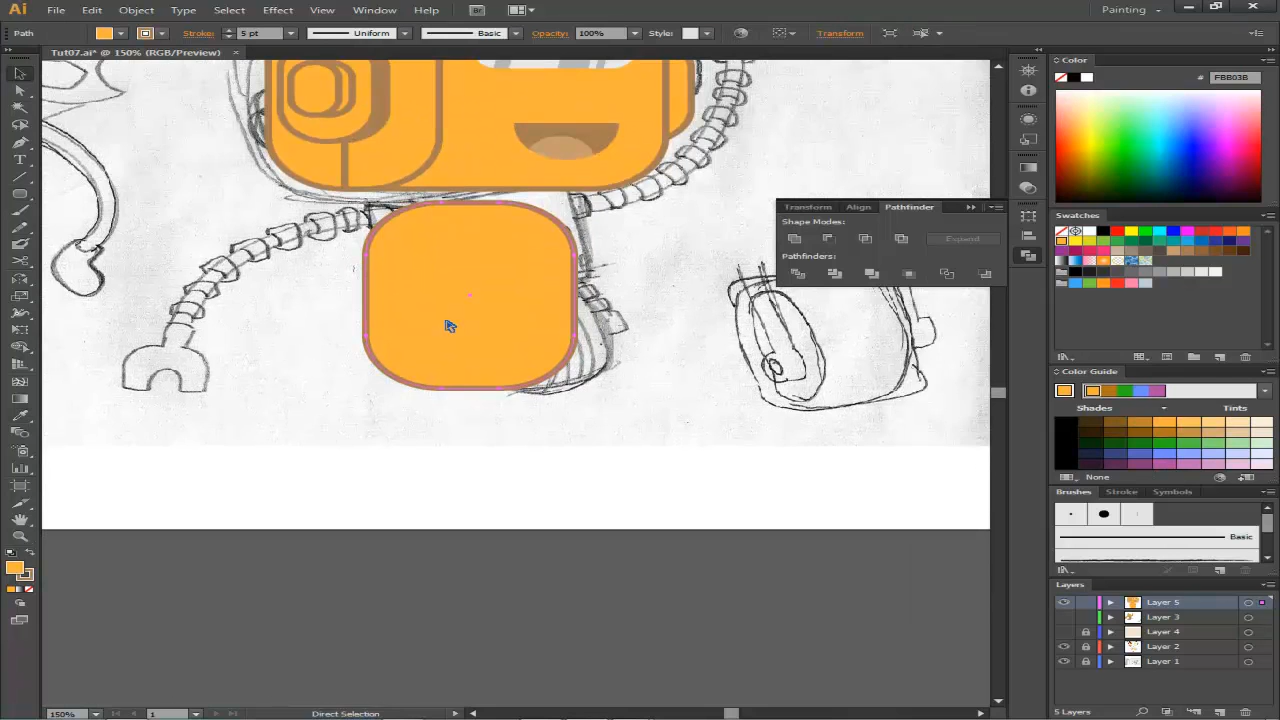 Ai File Edit Object Type Select Effect View Window Help Br Painting
Path Stroke: 5 pt Uniform Basic Opacity: 100% Style: Transform
Tut07.ai* @ 150% (RGB/Preview) ×
Color
# FBB03B
Transform Align Pathfinder
Shape Modes:
Expand
Pathfinders:
Swatches
Color Guide
Shades Tints
None
Brushes Stroke Symbols
Basic
Layers
Layer 5
Layer 3
Layer 4
Layer 2
Layer 1
150% 1 Direct Selection 5 Layers